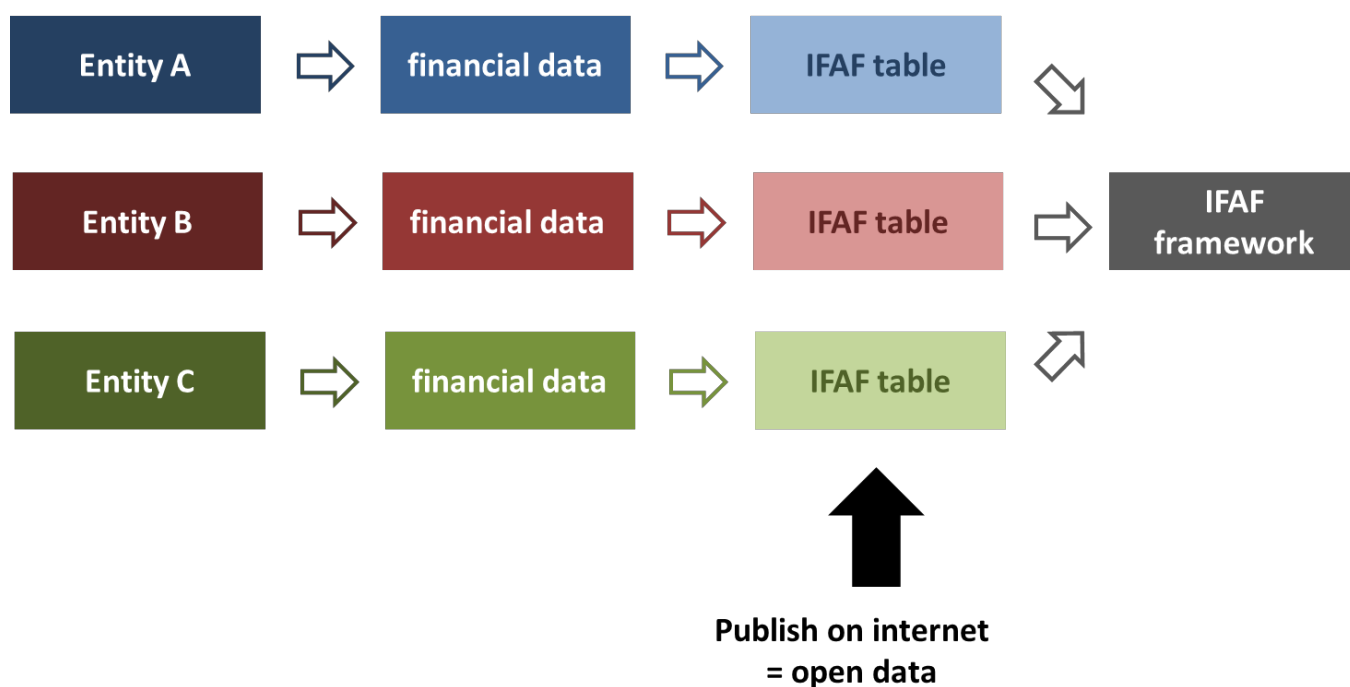 Entity A
financial data
IFAF table
Entity B
financial data
IFAF table
IFAF
framework
Entity C
financial data
IFAF table
Publish on internet
= open data